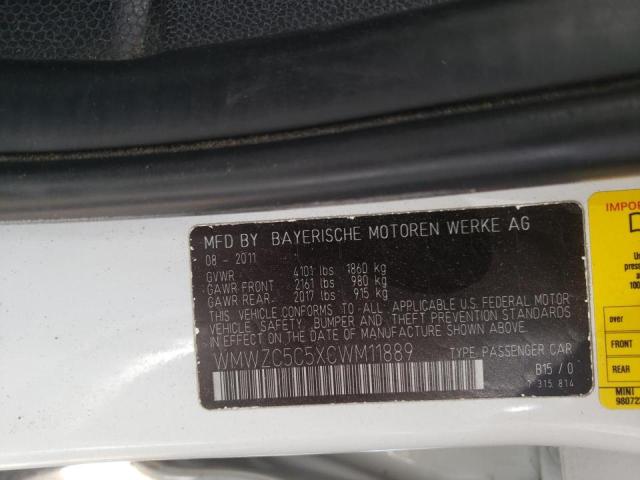 MFD BY BAYERISCHE MOTOREN WERKE AG
08 - 2011
GVWR 4101 lbs 1860 kg
GAWR FRONT 2161 lbs 980 kg
GAWR REAR 2017 lbs 915 kg
THIS VEHICLE CONFORMS TO ALL APPLICABLE U.S. FEDERAL MOTOR
VEHICLE SAFETY, BUMPER AND THEFT PREVENTION STANDARDS
IN EFFECT ON THE DATE OF MANUFACTURE SHOWN ABOVE.
WMWZC5C5XCWM11889 TYPE PASSENGER CAR
B15 / 0
7 315 814
over
FRONT
REAR
MINI